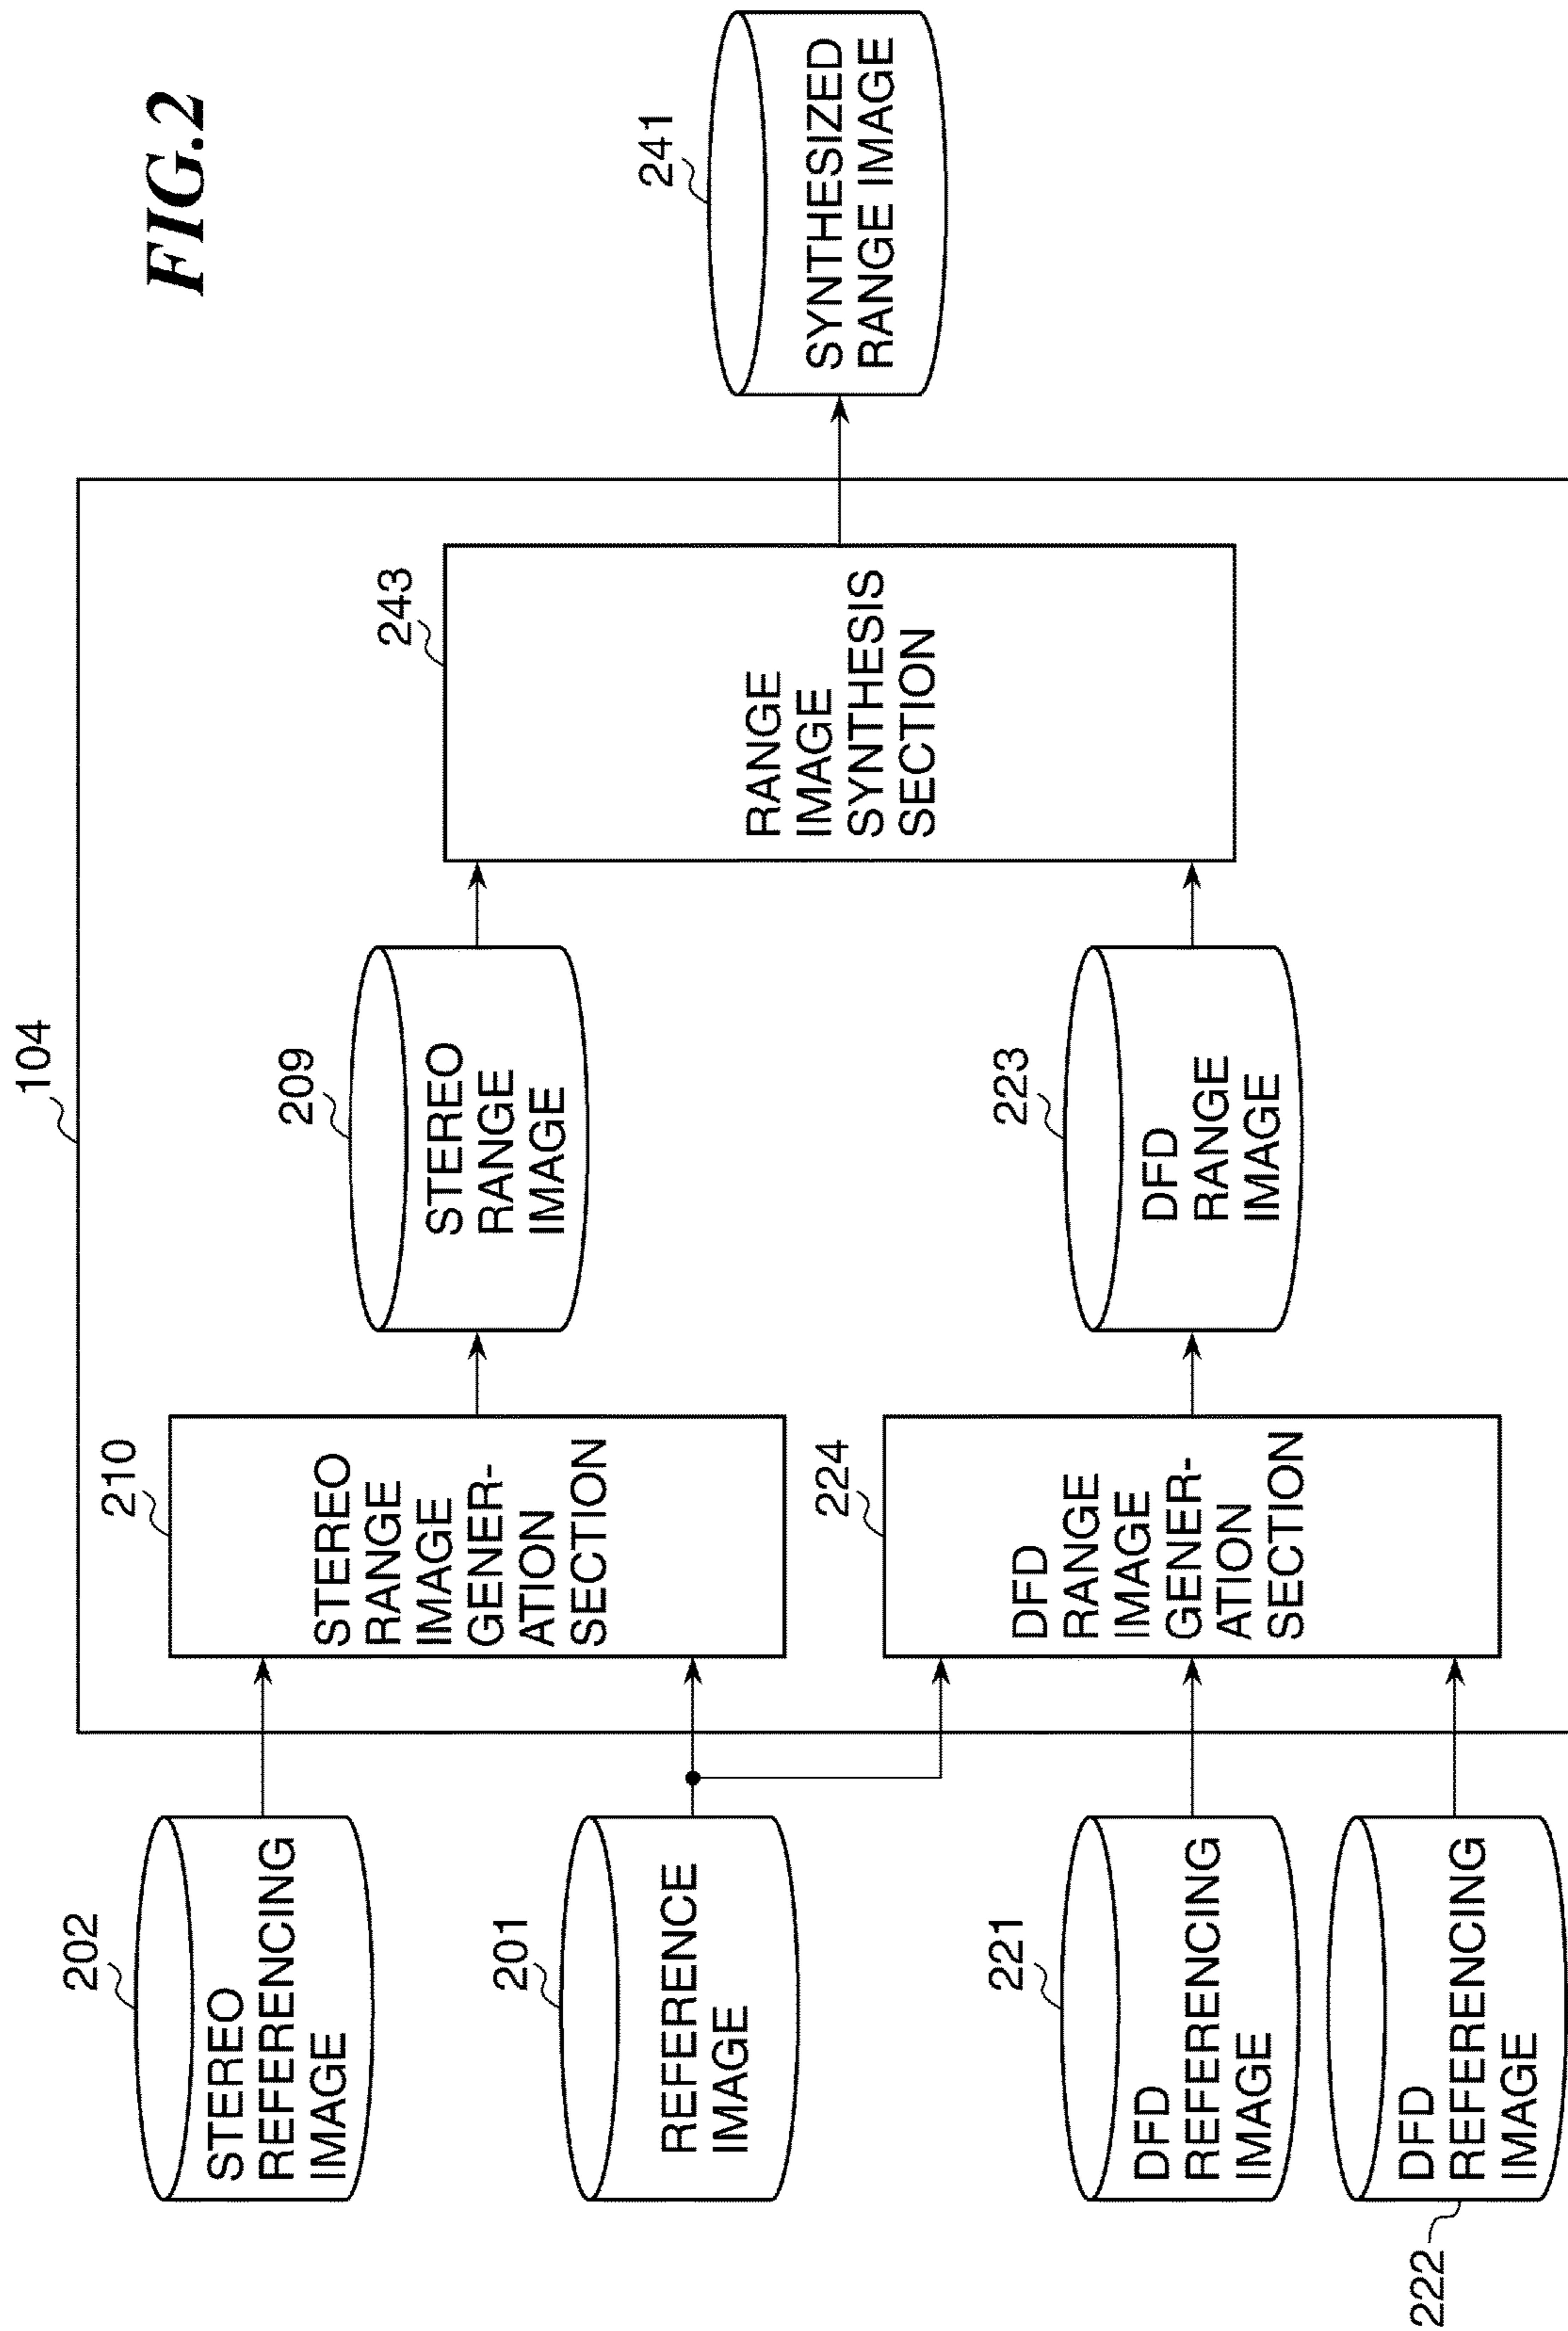 FIG.2
104
202
STEREO
REFERENCING
IMAGE
210
STEREO
RANGE
IMAGE
GENER-
ATION
SECTION
209
STEREO
RANGE
IMAGE
243
RANGE
IMAGE
SYNTHESIS
SECTION
241
SYNTHESIZED
RANGE IMAGE
201
REFERENCE
IMAGE
221
DFD
REFERENCING
IMAGE
224
DFD
RANGE
IMAGE
GENER-
ATION
SECTION
223
DFD
RANGE
IMAGE
222
DFD
REFERENCING
IMAGE